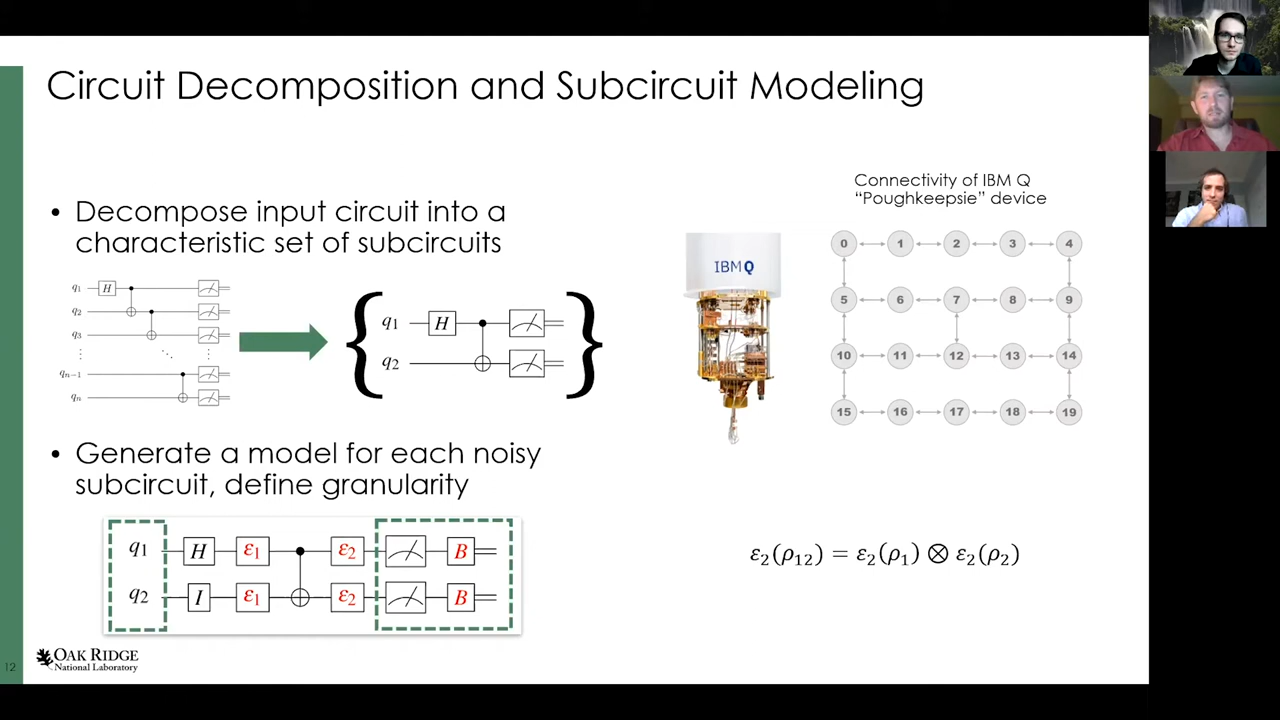 Circuit Decomposition and Subcircuit Modeling
• Decompose input circuit into a
characteristic set of subcircuits
q₁ H
q₂
q₃
⋮ ⋱ ⋮
qₙ₋₁
qₙ
{ q₁ H
q₂ }
Connectivity of IBM Q
“Poughkeepsie” device
IBM Q
0 1 2 3 4
5 6 7 8 9
10 11 12 13 14
15 16 17 18 19
• Generate a model for each noisy
subcircuit, define granularity
q₁ H ε₁ ε₂ B
q₂ I ε₁ ε₂ B
ε₂(ρ₁₂) = ε₂(ρ₁) ⊗ ε₂(ρ₂)
12
OAK RIDGE
National Laboratory